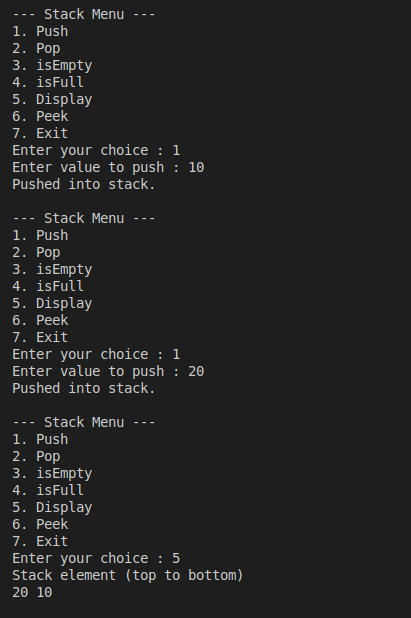 --- Stack Menu ---
1. Push
2. Pop
3. isEmpty
4. isFull
5. Display
6. Peek
7. Exit
Enter your choice : 1
Enter value to push : 10
Pushed into stack.

--- Stack Menu ---
1. Push
2. Pop
3. isEmpty
4. isFull
5. Display
6. Peek
7. Exit
Enter your choice : 1
Enter value to push : 20
Pushed into stack.

--- Stack Menu ---
1. Push
2. Pop
3. isEmpty
4. isFull
5. Display
6. Peek
7. Exit
Enter your choice : 5
Stack element (top to bottom)
20 10